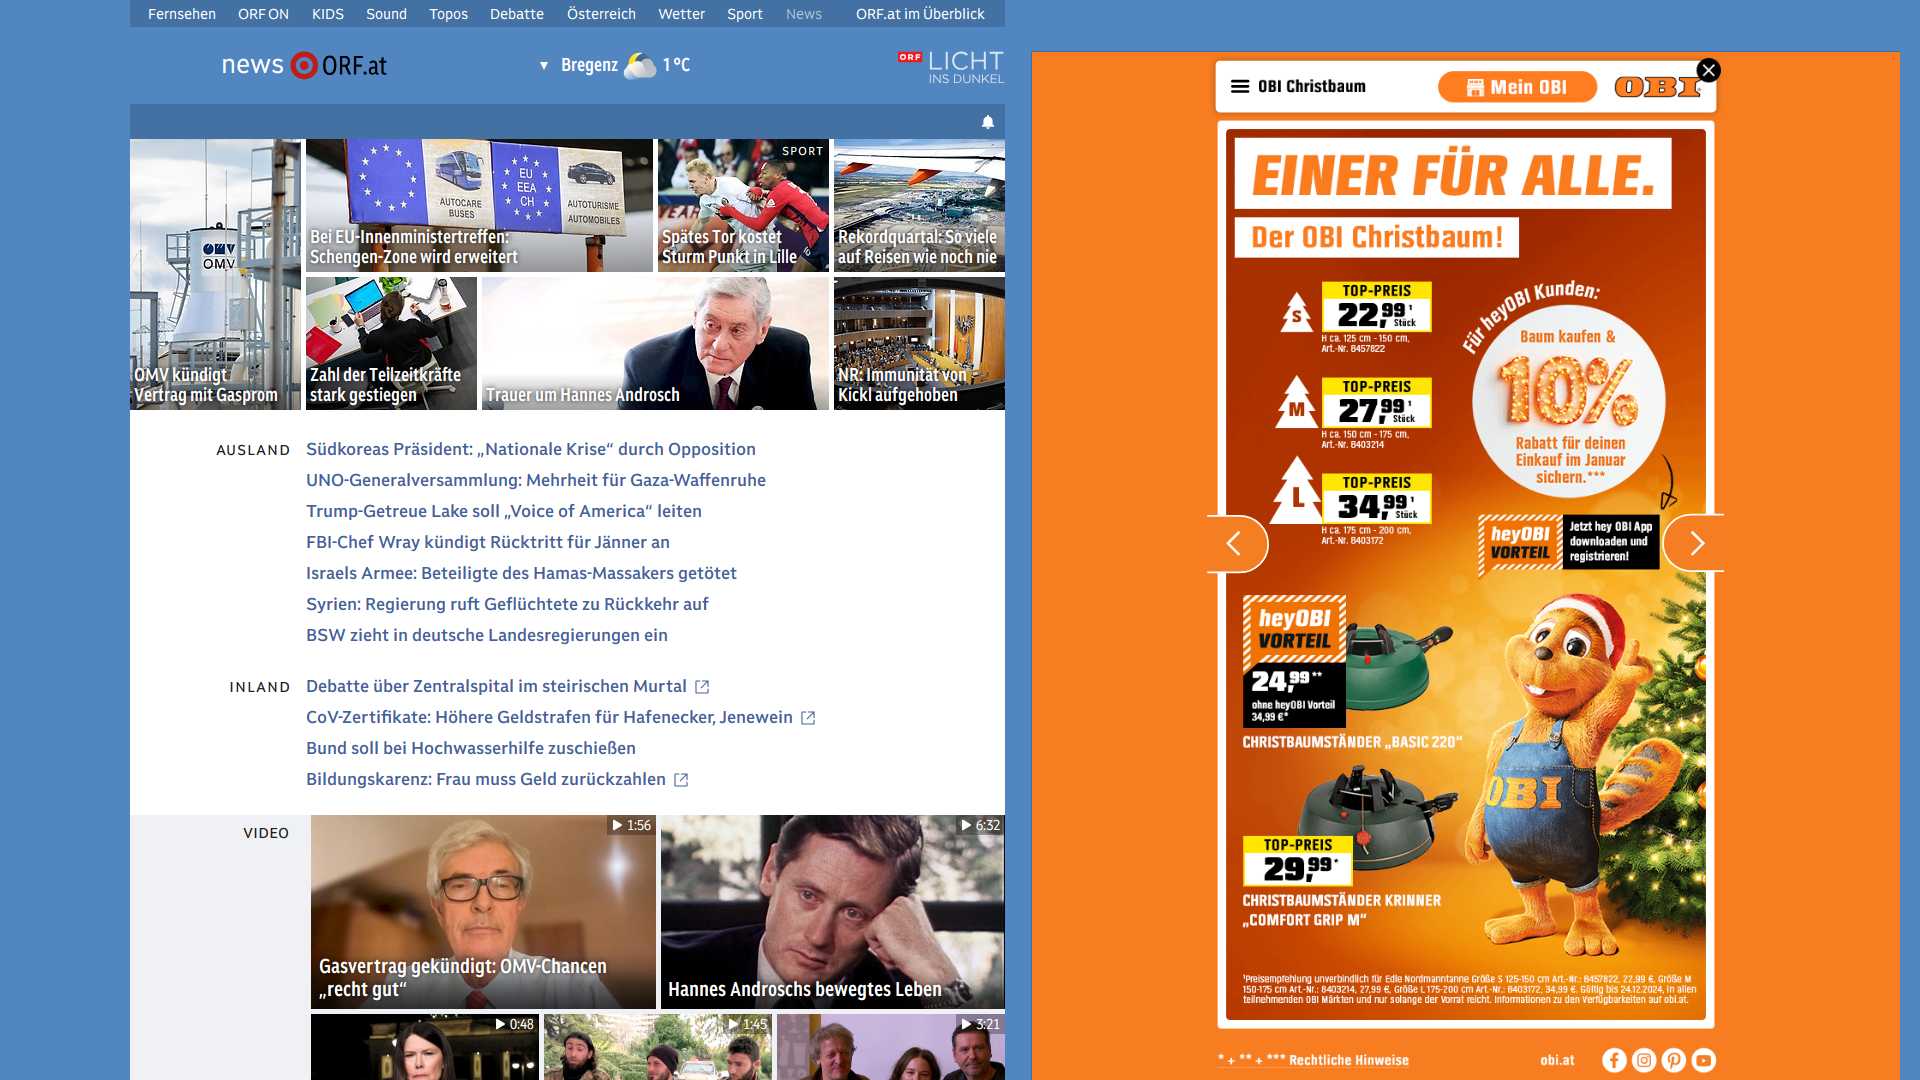 Fernsehen ORF ON KIDS Sound Topos Debatte Österreich Wetter Sport News ORF.at im Überblick
news ORF.at
Bregenz 1 ºC
ORF LICHT
INS DUNKEL
OMV
OMV
OMV kündigt
Vertrag mit Gasprom
AUTOCARE
BUSES
EU
EEA
CH
AUTOTURISME
AUTOMOBILES
Bei EU-Innenministertreffen:
Schengen-Zone wird erweitert
SPORT
Spätes Tor kostet
Sturm Punkt in Lille
Rekordquartal: So viele
auf Reisen wie noch nie
Zahl der Teilzeitkräfte
stark gestiegen
Trauer um Hannes Androsch
NR: Immunität von
Kickl aufgehoben
AUSLAND
Südkoreas Präsident: „Nationale Krise“ durch Opposition
UNO-Generalversammlung: Mehrheit für Gaza-Waffenruhe
Trump-Getreue Lake soll „Voice of America“ leiten
FBI-Chef Wray kündigt Rücktritt für Jänner an
Israels Armee: Beteiligte des Hamas-Massakers getötet
Syrien: Regierung ruft Geflüchtete zu Rückkehr auf
BSW zieht in deutsche Landesregierungen ein
INLAND
Debatte über Zentralspital im steirischen Murtal
CoV-Zertifikate: Höhere Geldstrafen für Hafenecker, Jenewein
Bund soll bei Hochwasserhilfe zuschießen
Bildungskarenz: Frau muss Geld zurückzahlen
VIDEO
1:56
Gasvertrag gekündigt: OMV-Chancen
„recht gut“
6:32
Hannes Androschs bewegtes Leben
0:48
1:45
3:21
OBI Christbaum
Mein OBI
OBI
EINER FÜR ALLE.
Der OBI Christbaum!
S
TOP-PREIS
22,99¹
Stück
H ca. 125 cm - 150 cm,
Art.-Nr. 8457822
M
TOP-PREIS
27,99¹
Stück
H ca. 150 cm - 175 cm,
Art.-Nr. 8403214
L
TOP-PREIS
34,99¹
Stück
H ca. 175 cm - 200 cm,
Art.-Nr. 8403172
Für heyOBI Kunden:
Baum kaufen &
10%
Rabatt für deinen
Einkauf im Januar
sichern.***
heyOBI
VORTEIL
Jetzt hey OBI App
downloaden und
registrieren!
heyOBI
VORTEIL
24,99**
ohne heyOBI Vorteil
34,99 €*
CHRISTBAUMSTÄNDER „BASIC 220“
OBI
TOP-PREIS
29,99*
CHRISTBAUMSTÄNDER KRINNER
„COMFORT GRIP M“
¹Preisempfehlung unverbindlich für Edle Nordmanntanne Größe S 125-150 cm Art.-Nr.: 8457822, 22,99 €, Größe M
150-175 cm Art.-Nr.: 8403214, 27,99 €, Größe L 175-200 cm Art.-Nr.: 8403172, 34,99 €. Gültig bis 24.12.2024, in allen
teilnehmenden OBI Märkten und nur solange der Vorrat reicht. Informationen zu den Verfügbarkeiten auf obi.at.
* + ** + *** Rechtliche Hinweise
obi.at